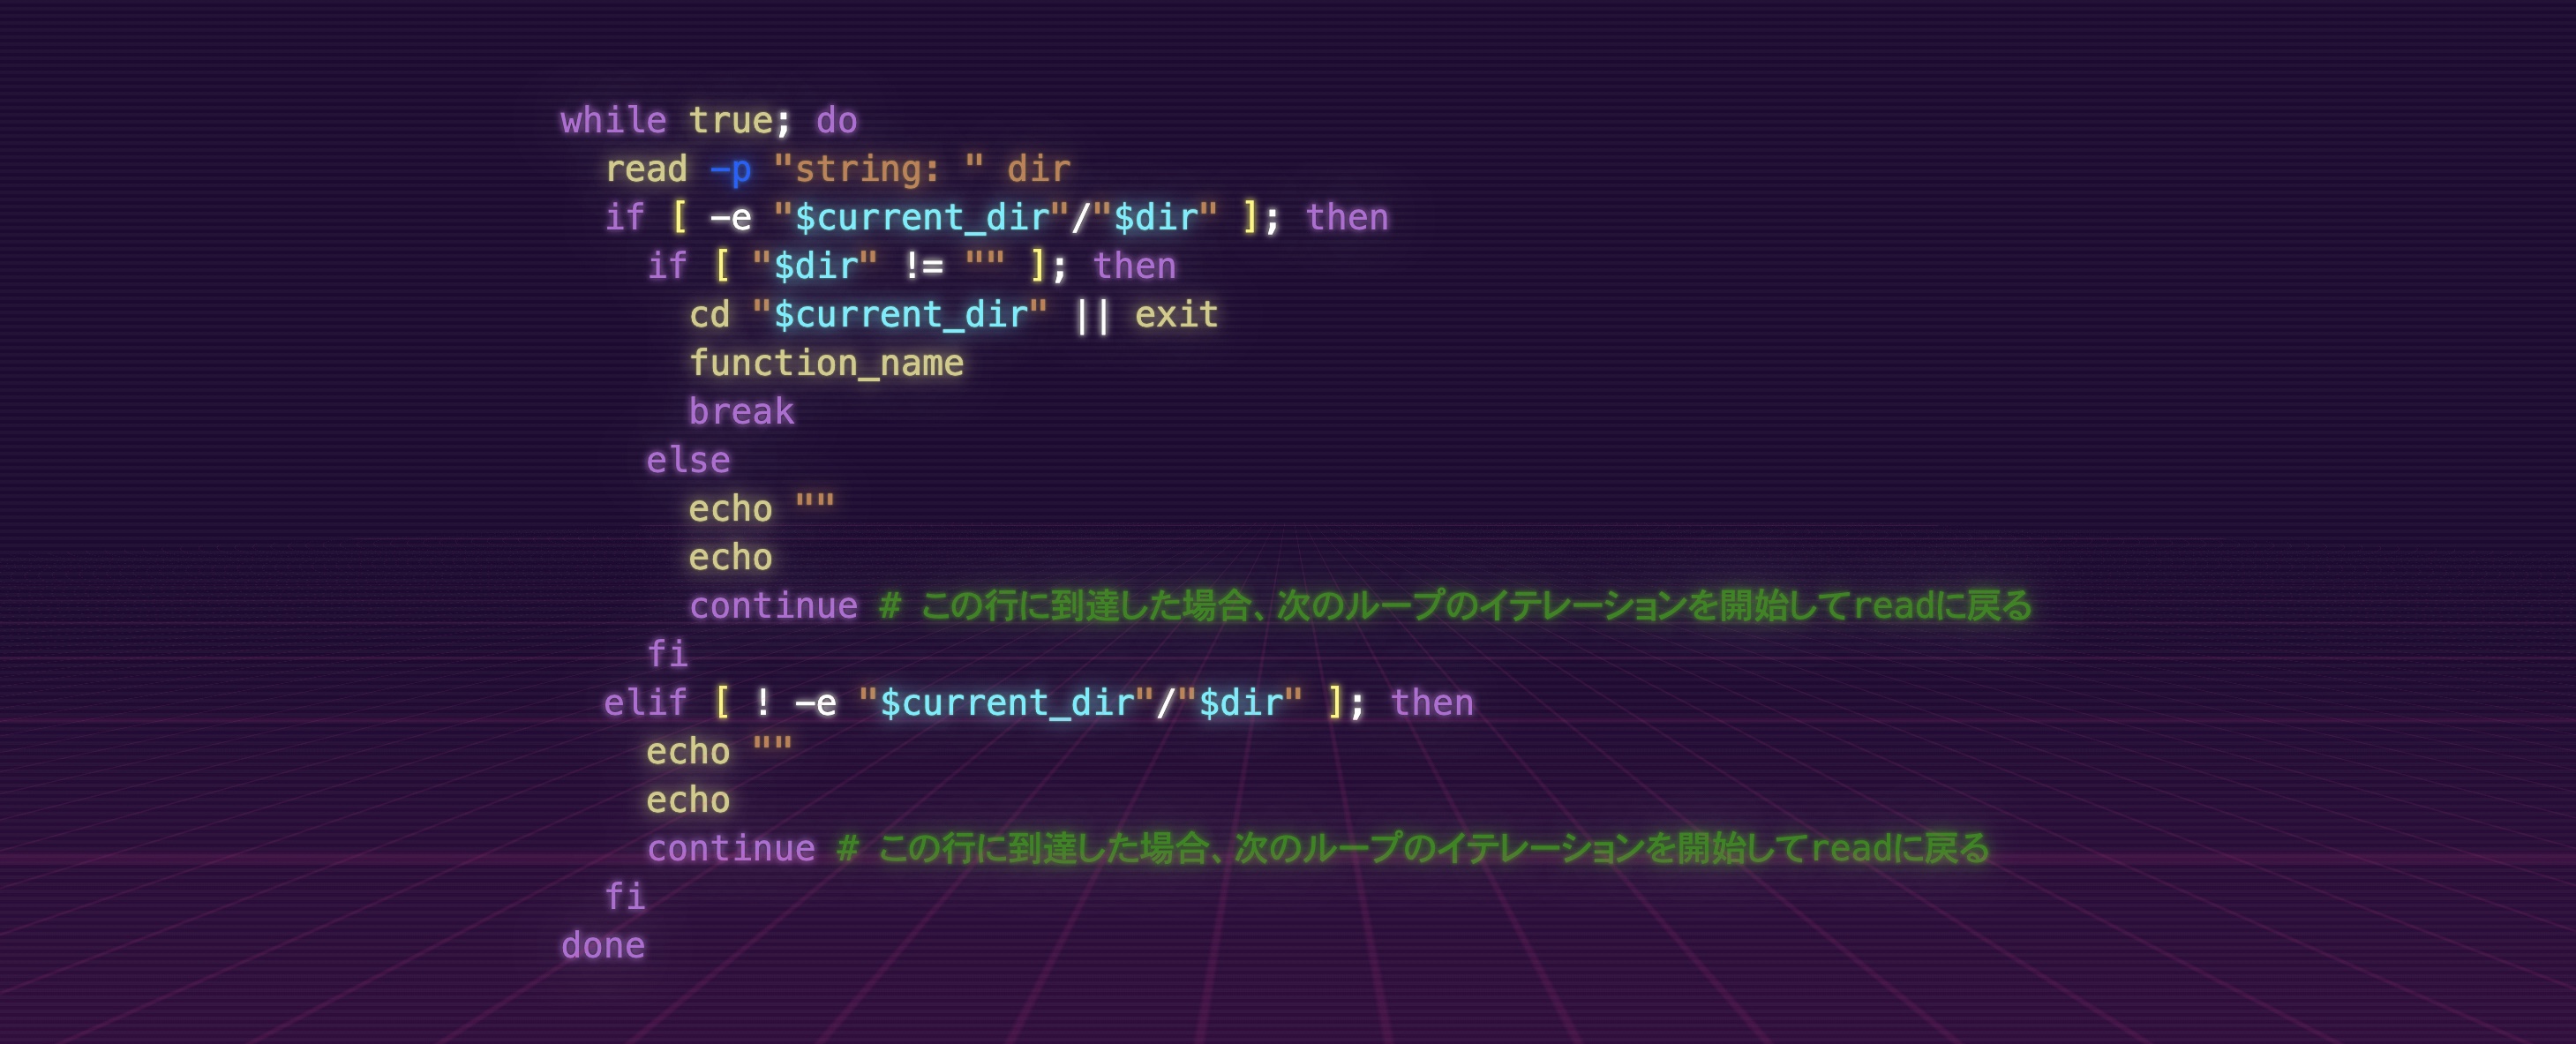 while true; do
  read -p "string: " dir
  if [ -e "$current_dir"/"$dir" ]; then
    if [ "$dir" != "" ]; then
      cd "$current_dir" || exit
      function_name
      break
    else
      echo ""
      echo
      continue # この行に到達した場合、次のループのイテレーションを開始してreadに戻る
    fi
  elif [ ! -e "$current_dir"/"$dir" ]; then
    echo ""
    echo
    continue # この行に到達した場合、次のループのイテレーションを開始してreadに戻る
  fi
done